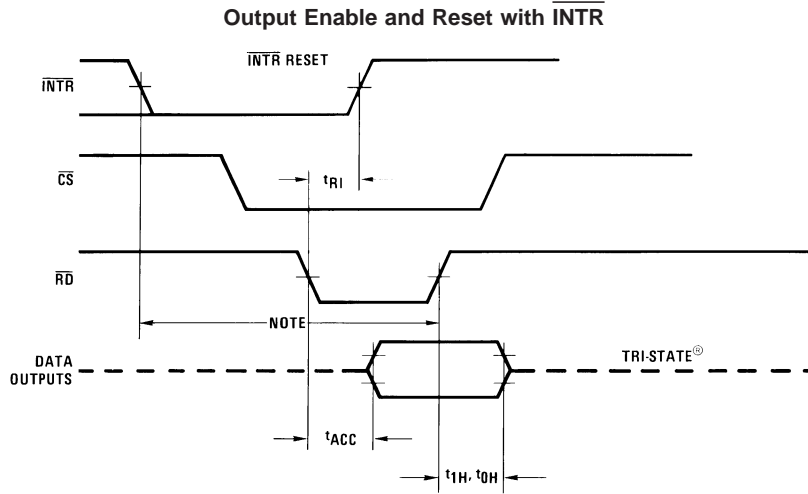 Output Enable and Reset with INTR
INTR RESET
INTR
tRI
CS
RD
NOTE
DATA
OUTPUTS
TRI-STATE®
tACC
t1H, t0H